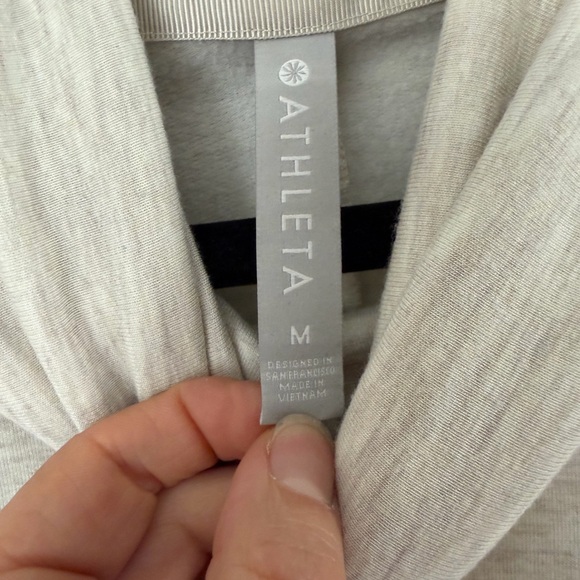 ATHLETA
M
DESIGNED IN
SAN FRANCISCO
MADE IN
VIETNAM